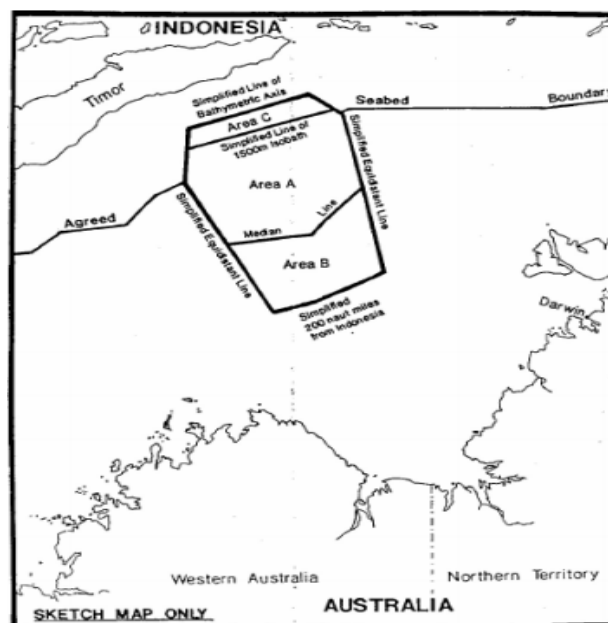 INDONESIA
Timor
Simplified Line of
Bathymetric Axis
Seabed
Boundary
Area C
Simplified Line of
1500m Isobath
Area A
Simplified Equidistant Line
Agreed
Median
Line
Simplified Equidistant Line
Area B
Simplified
200 naut miles
from Indonesia
Darwin
Western Australia
Northern Territory
SKETCH MAP ONLY
AUSTRALIA